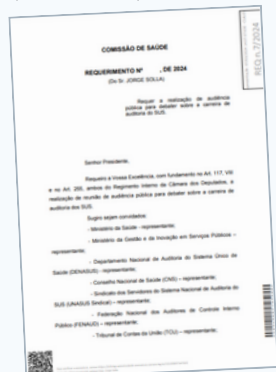 COMISSÃO DE SAÚDE
REQUERIMENTO Nº , DE 2024
(Do Sr. JORGE SOLLA)
Requer a realização de audiência
pública para debater sobre a carreira de
auditoria do SUS.
Senhor Presidente,
Requeiro a Vossa Excelência, com fundamento no Art. 117, VIII
e no Art. 255, ambos do Regimento Interno da Câmara dos Deputados, a
realização de reunião de audiência pública para debater sobre a carreira de
auditoria dos SUS.
Sugiro sejam convidados:
- Ministério da Saúde - representante;
- Ministério da Gestão e da Inovação em Serviços Públicos –
representante;
- Departamento Nacional de Auditoria do Sistema Único de
Saúde (DENASUS) - representante;
- Conselho Nacional de Saúde (CNS) – representante;
- Sindicato dos Servidores do Sistema Nacional de Auditoria do
SUS (UNASUS Sindical) – representante;
- Federação Nacional dos Auditores de Controle Interno
Público (FENAUD) – representante;
- Tribunal de Contas da União (TCU) – representante;
REQ n.7/2024